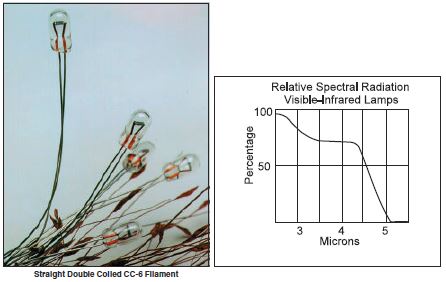 Straight Double Coiled CC-6 Filament
Relative Spectral Radiation
Visible-Infrared Lamps
Percentage
100
50
3 4 5
Microns